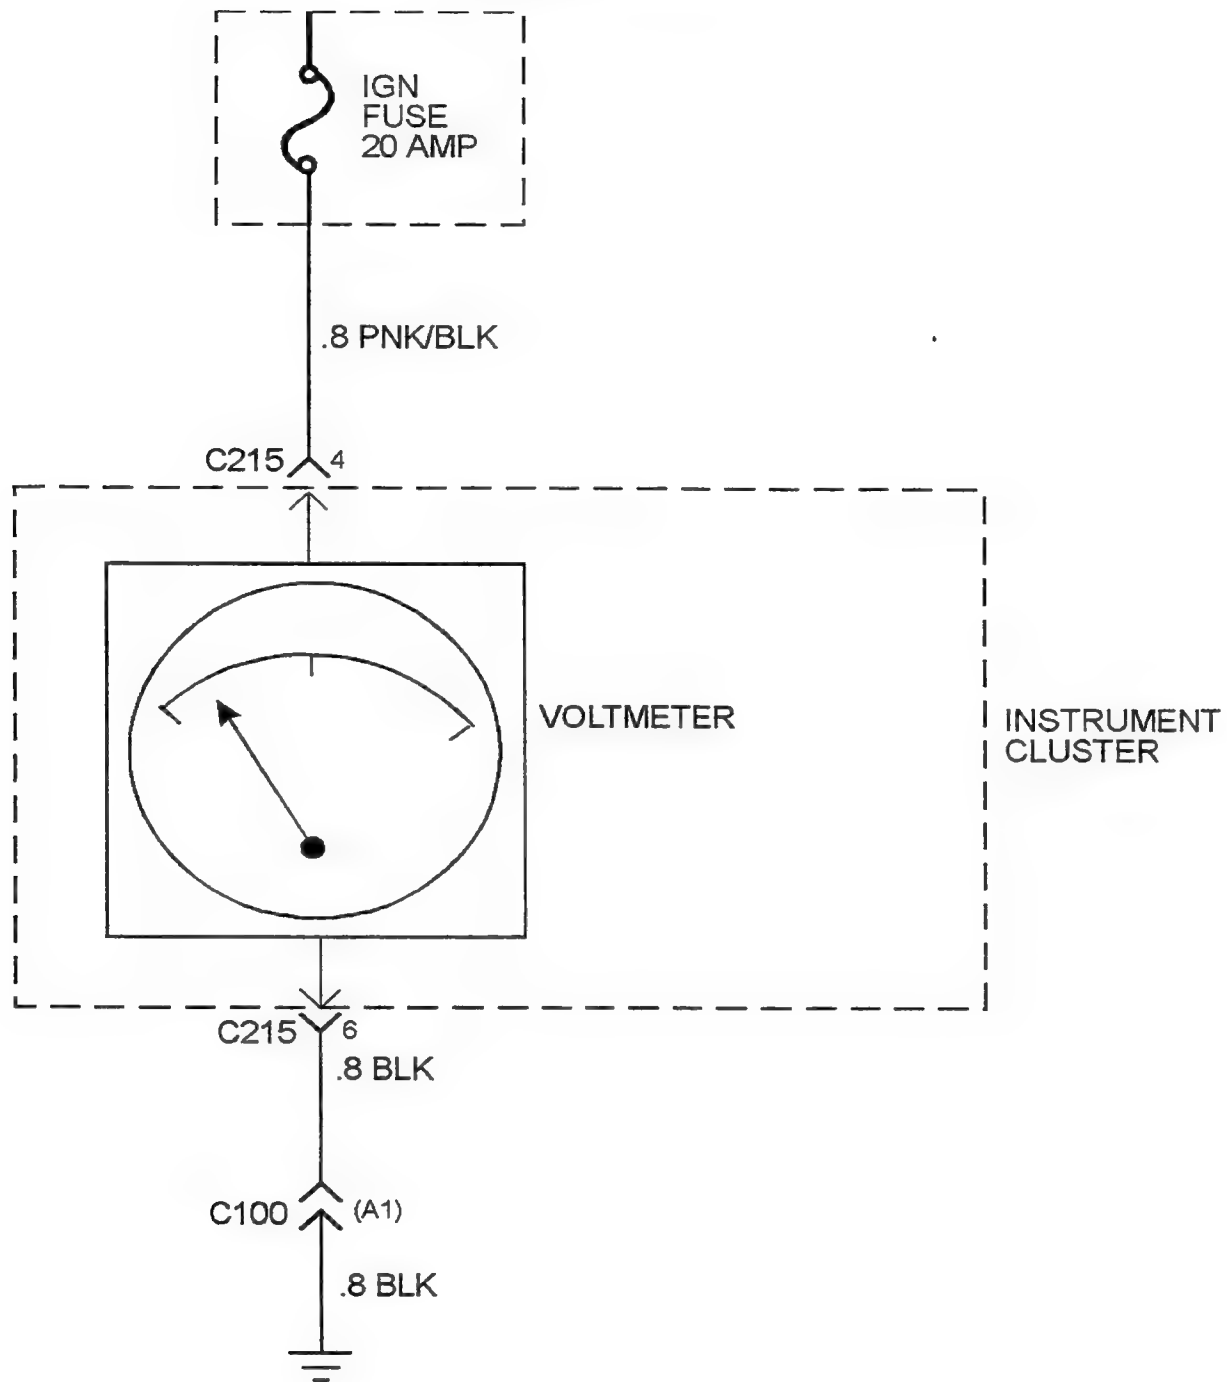 IGN
FUSE
20 AMP
.8 PNK/BLK
C215 4
VOLTMETER
INSTRUMENT
CLUSTER
C215 6
.8 BLK
C100 (A1)
.8 BLK